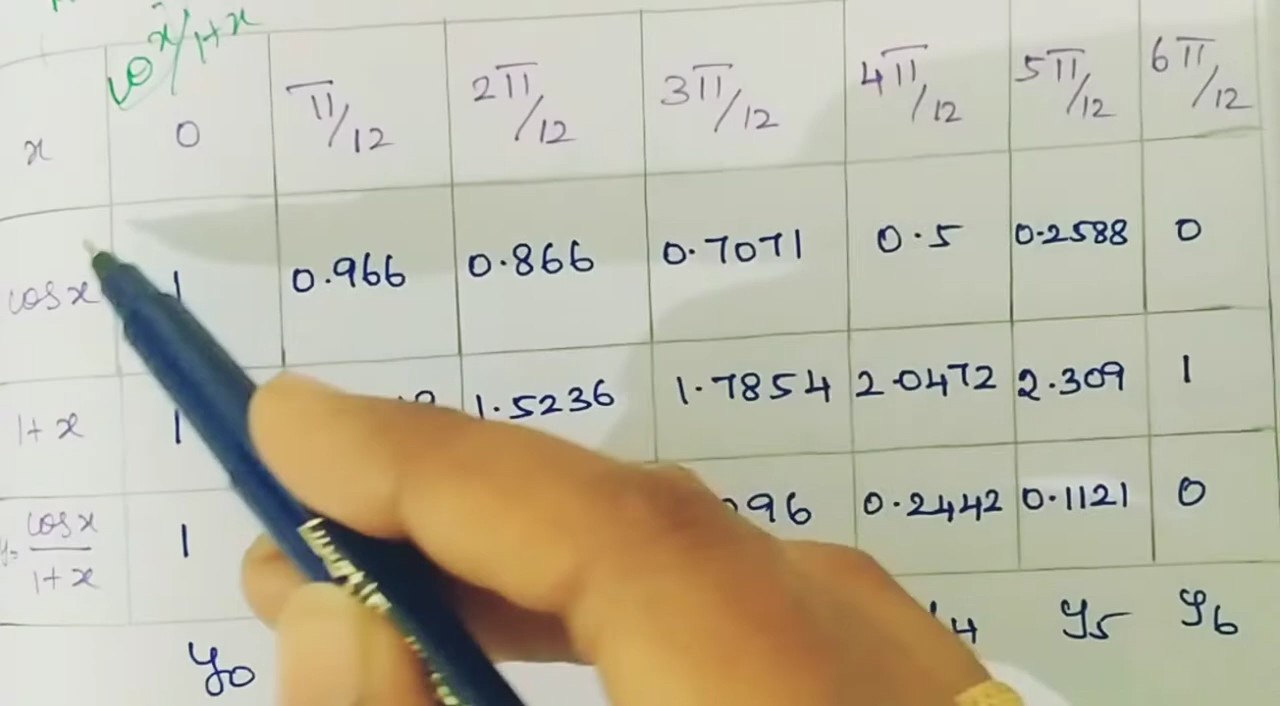 cos x/1+x
x 0 π/12 2π/12 3π/12 4π/12 5π/12 6π/12
cos x 1 0.966 0.866 0.7071 0.5 0.2588 0
1+x 1 1.5236 1.7854 2.0472 2.309 1
y= cos x/1+x 1 96 0.2442 0.1121 0
y0 4 y5 y6